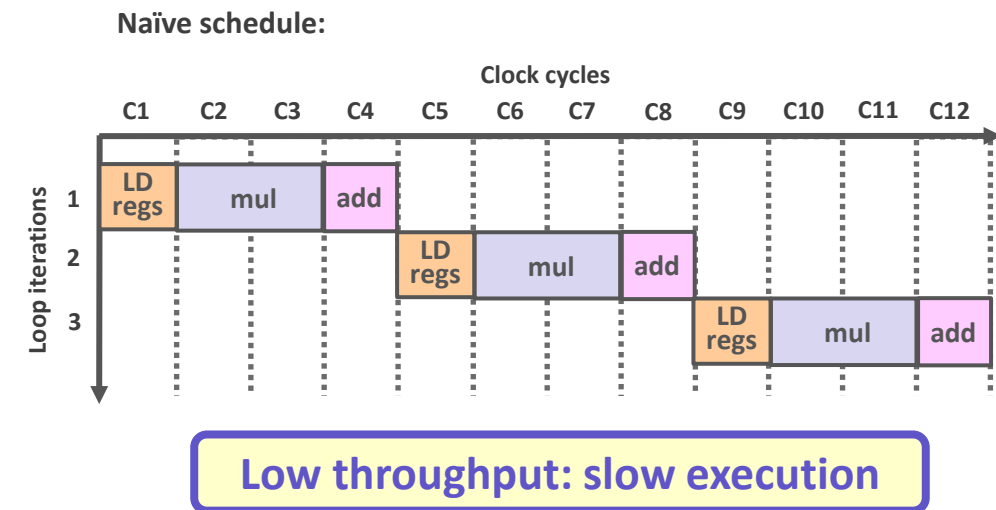 Naïve schedule:
Clock cycles
C1 C2 C3 C4 C5 C6 C7 C8 C9 C10 C11 C12
Loop iterations
1
LD
regs
mul
add
2
LD
regs
mul
add
3
LD
regs
mul
add
Low throughput: slow execution